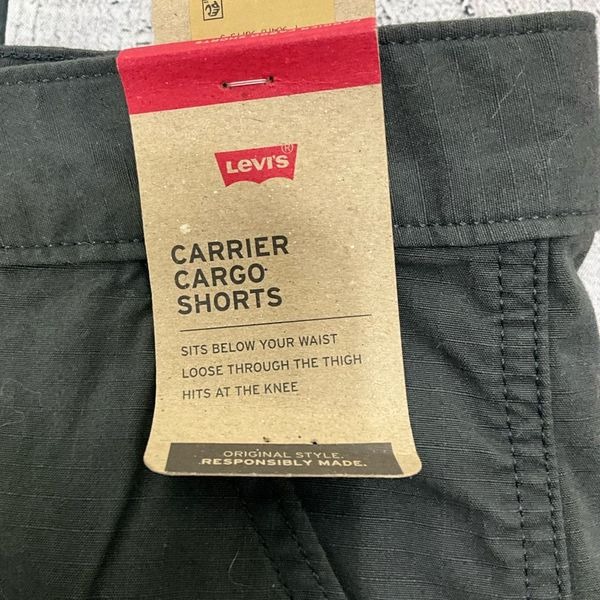 Levi's®
CARRIER
CARGO
SHORTS
SITS BELOW YOUR WAIST
LOOSE THROUGH THE THIGH
HITS AT THE KNEE
ORIGINAL STYLE.
RESPONSIBLY MADE.